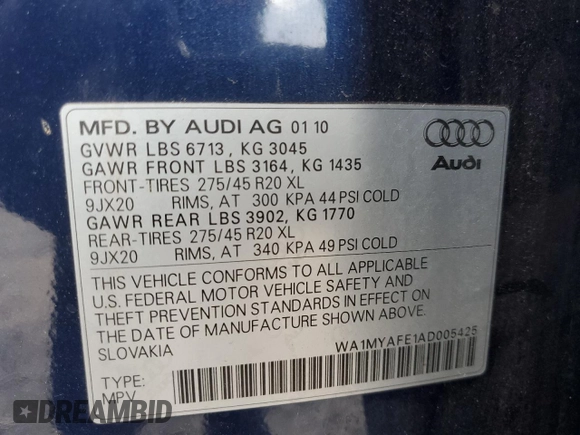 MFD. BY AUDI AG 01 10
GVWR LBS 6713 , KG 3045
GAWR FRONT LBS 3164, KG 1435
FRONT-TIRES 275/45 R20 XL
9JX20 RIMS, AT 300 KPA 44 PSI COLD
GAWR REAR LBS 3902, KG 1770
REAR-TIRES 275/45 R20 XL
9JX20 RIMS, AT 340 KPA 49 PSI COLD
THIS VEHICLE CONFORMS TO ALL APPLICABLE
U.S. FEDERAL MOTOR VEHICLE SAFETY AND
THEFT PREVENTION STANDARDS IN EFFECT ON
THE DATE OF MANUFACTURE SHOWN ABOVE.
SLOVAKIA
WA1MYAFE1AD005425
TYPE:
MPV
Audi
DREAMBID